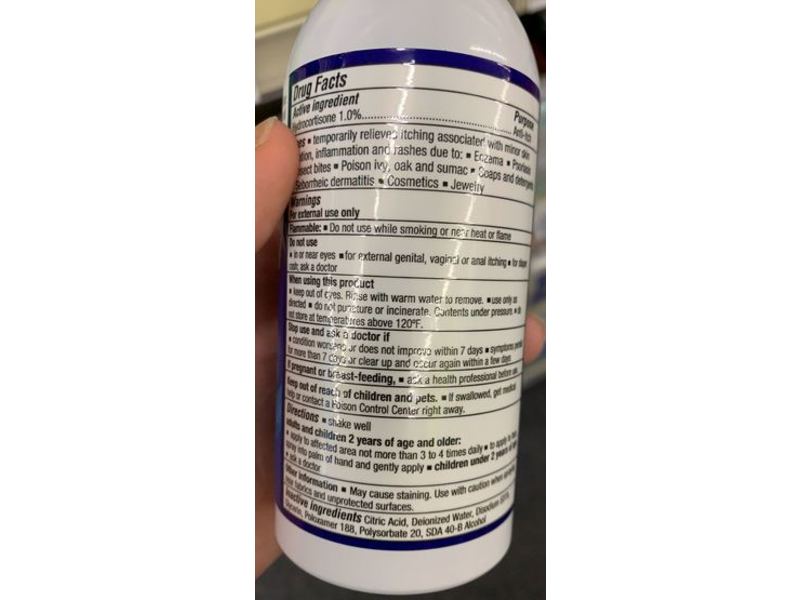 Drug Facts
Active ingredient Purpose
Hydrocortisone 1.0%.......................................... Anti-itch
■ temporarily relieves itching associated with minor skin
inflammation and rashes due to: ■ Eczema ■ Psoriasis
insect bites ■ Poison ivy, oak and sumac ■ Soaps and detergents
Seborrheic dermatitis ■ Cosmetics ■ Jewelry
Warnings
For external use only
Flammable: ■ Do not use while smoking or near heat or flame
Do not use
■ in or near eyes ■ for external genital, vaginal or anal itching ■ for diaper
rash, ask a doctor
When using this product
■ keep out of eyes. Rinse with warm water to remove. ■ use only as
directed ■ do not puncture or incinerate. Contents under pressure. ■ do
not store at temperatures above 120°F.
Stop use and ask a doctor if
■ condition worsens or does not improve within 7 days ■ symptoms
for more than 7 days or clear up and occur again within a few days
If pregnant or breast-feeding, ■ ask a health professional before use.
Keep out of reach of children and pets. ■ If swallowed, get medical
help or contact a Poison Control Center right away.
Directions ■ shake well
adults and children 2 years of age and older:
■ apply to affected area not more than 3 to 4 times daily ■ to apply to
spray into palm of hand and gently apply ■ children under 2 years of
■ ask a doctor
Other information ■ May cause staining. Use with caution when
fabrics and unprotected surfaces.
Inactive ingredients Citric Acid, Deionized Water, Disodium
Glycerin, Poloxamer 188, Polysorbate 20, SDA 40-B Alcohol